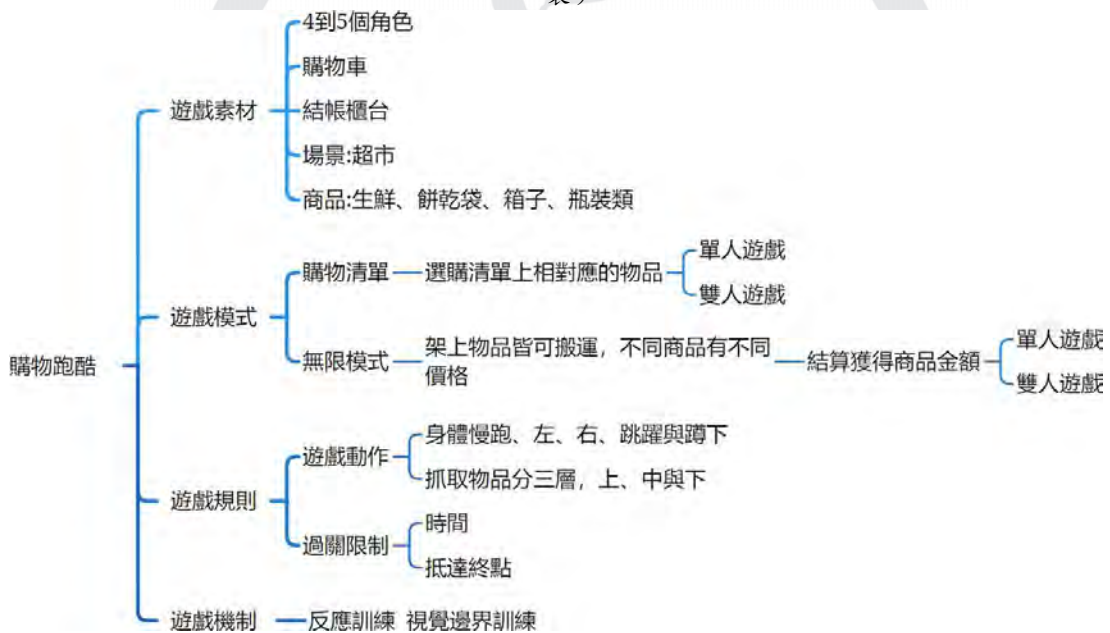 4到5個角色
購物車
遊戲素材
結帳櫃台
場景:超市
商品:生鮮、餅乾袋、箱子、瓶裝類
購物清單
選購清單上相對應的物品
單人遊戲
雙人遊戲
遊戲模式
無限模式
架上物品皆可搬運，不同商品有不同
價格
結算獲得商品金額
單人遊戲
雙人遊戲
購物跑酷
遊戲動作
身體慢跑、左、右、跳躍與蹲下
抓取物品分三層，上、中與下
遊戲規則
過關限制
時間
抵達終點
遊戲機制
反應訓練 視覺邊界訓練